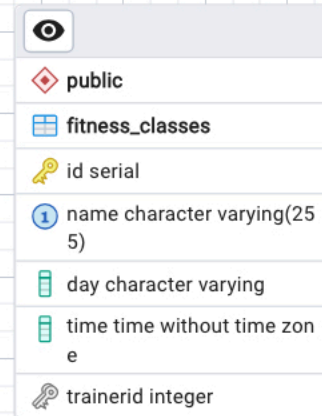 public
fitness_classes
id serial
1 name character varying(25
5)
day character varying
time time without time zon
e
trainerid integer